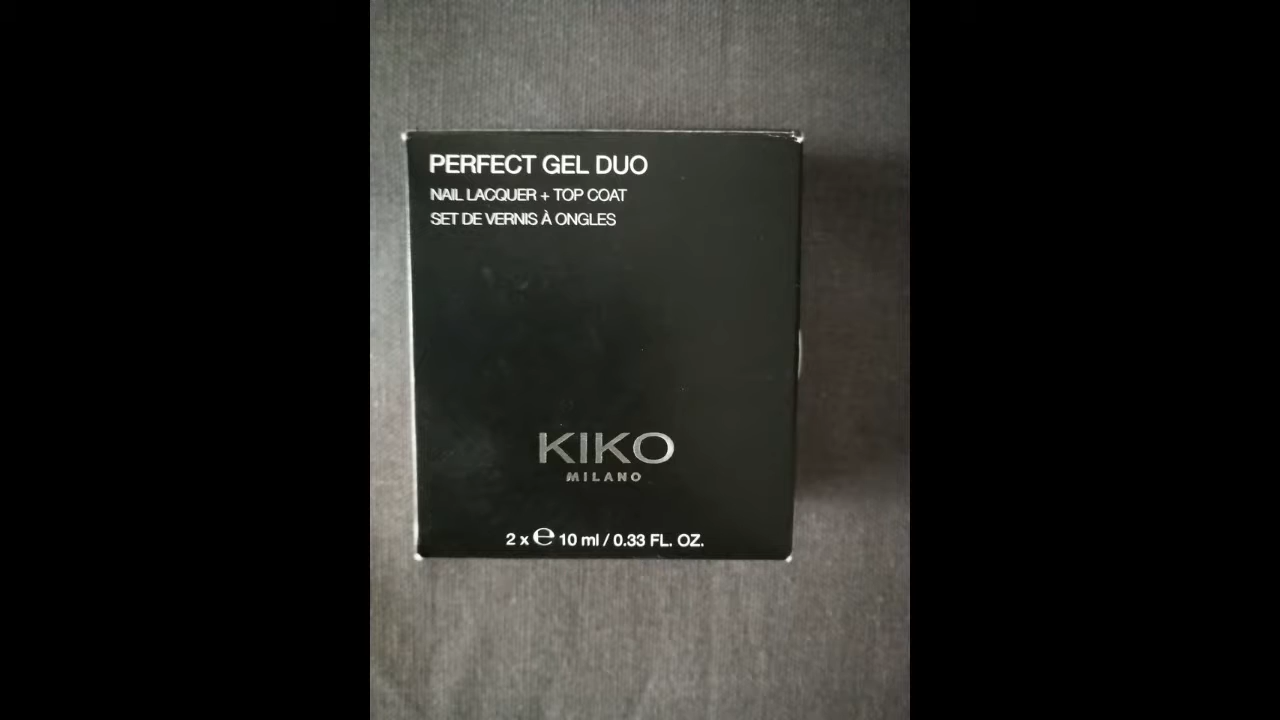 PERFECT GEL DUO
NAIL LACQUER + TOP COAT
SET DE VERNIS À ONGLES
KIKO
MILANO
2 x ℮ 10 ml / 0.33 FL. OZ.